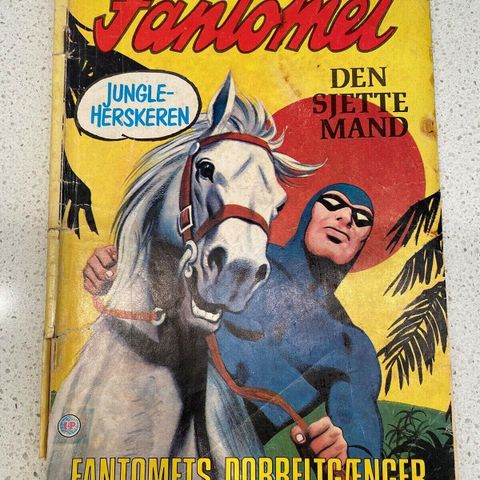 Fantomet
JUNGLE-
HERSKEREN
DEN
SJETTE
MAND
I.P.
FANTOMETS DOBBELTGÆNGER